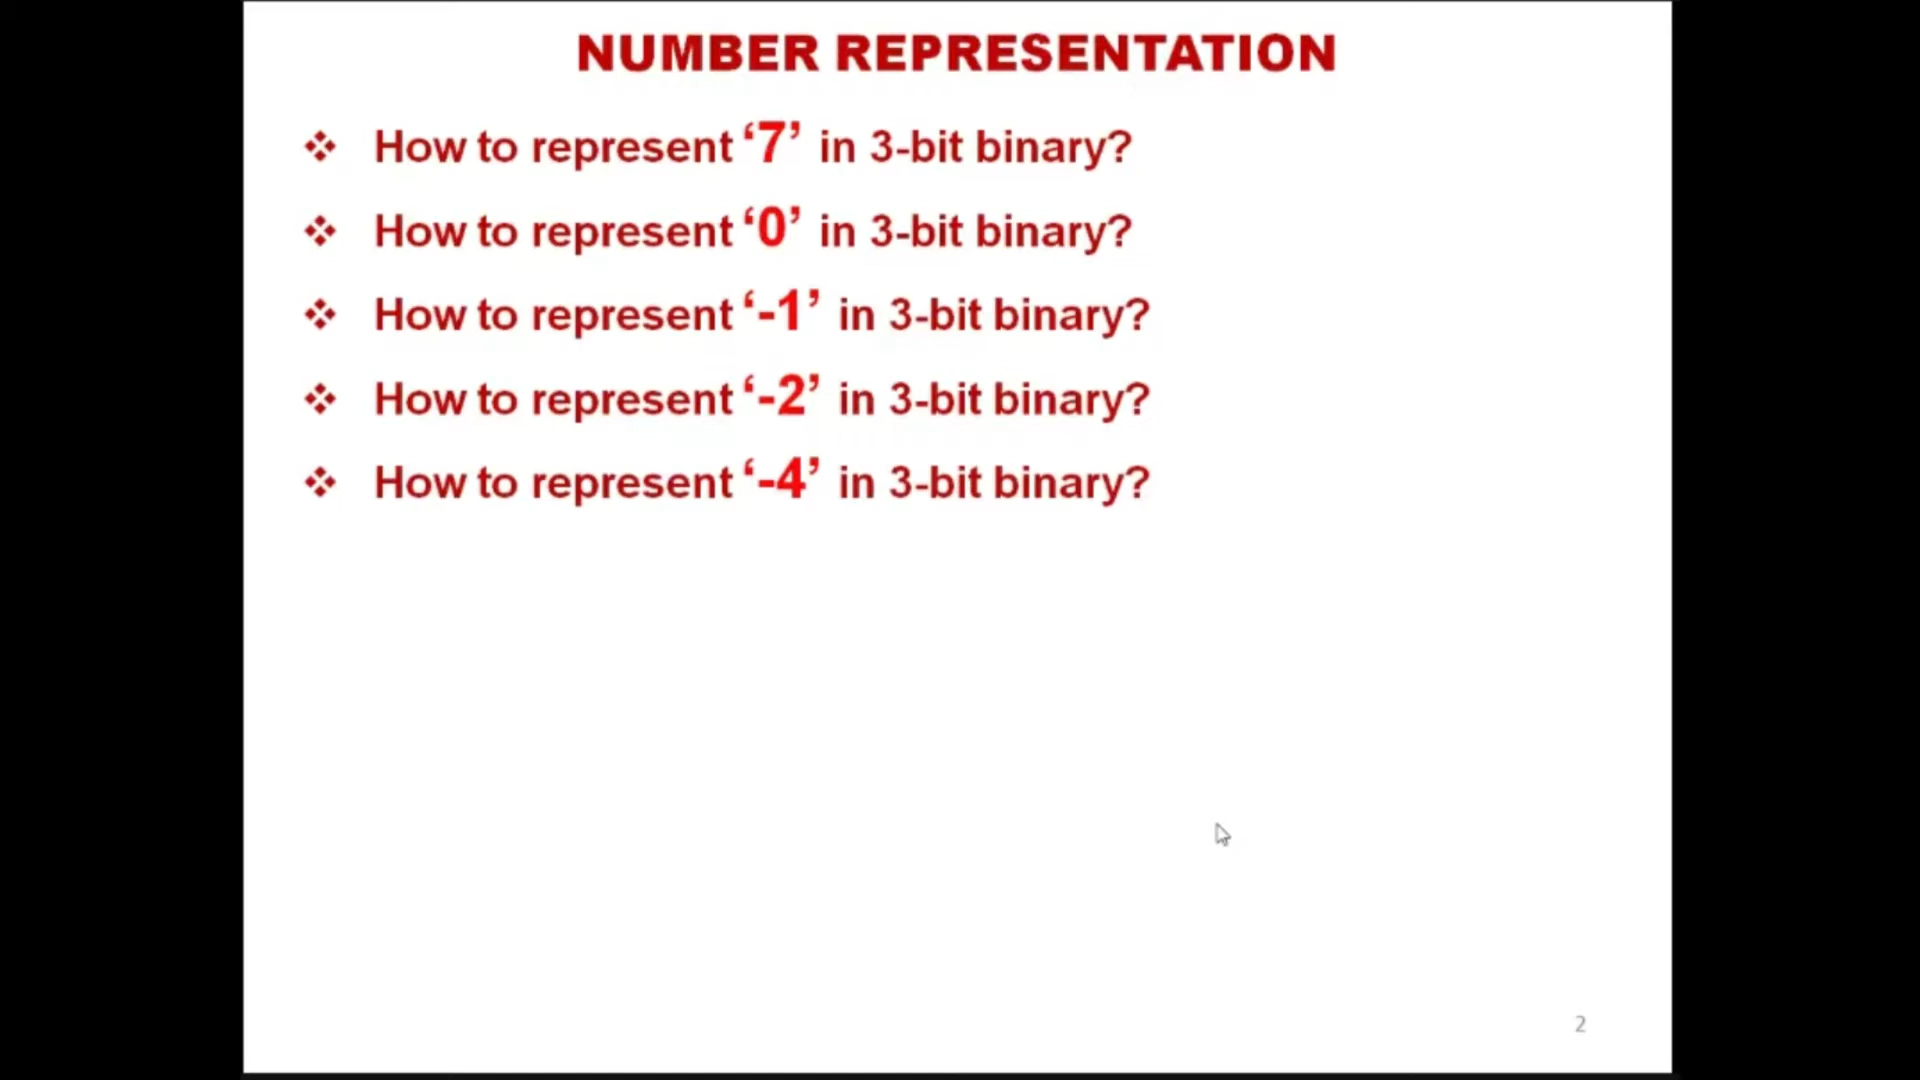 NUMBER REPRESENTATION
❖ How to represent ‘7’ in 3-bit binary?
❖ How to represent ‘0’ in 3-bit binary?
❖ How to represent ‘-1’ in 3-bit binary?
❖ How to represent ‘-2’ in 3-bit binary?
❖ How to represent ‘-4’ in 3-bit binary?
2